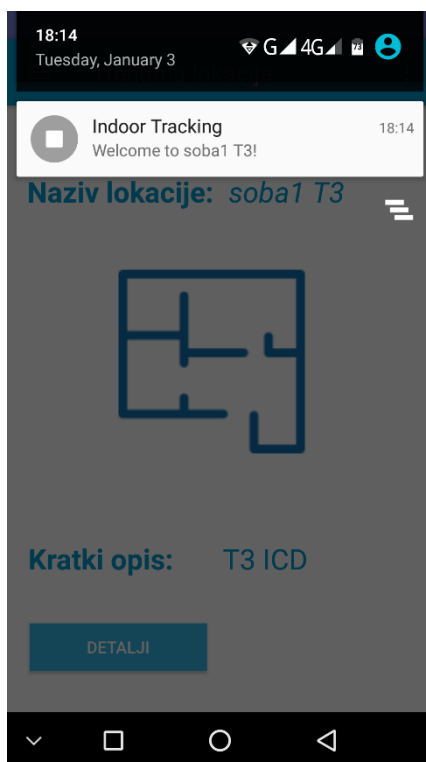 18:14
Tuesday, January 3
G 4G 73
Indoor Tracking 18:14
Welcome to soba1 T3!
Naziv lokacije: soba1 T3
Kratki opis: T3 ICD
DETALJI